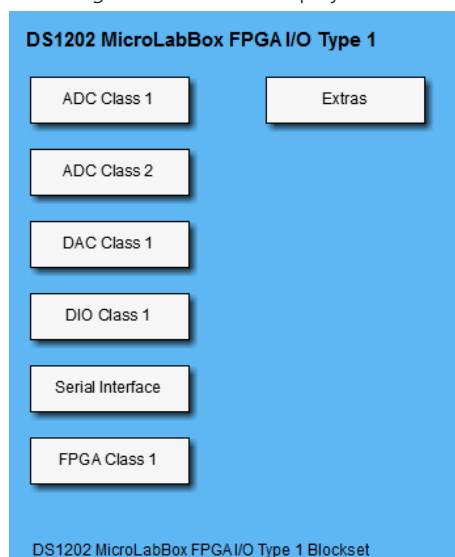 DS1202 MicroLabBox FPGA I/O Type 1
ADC Class 1
Extras
ADC Class 2
DAC Class 1
DIO Class 1
Serial Interface
FPGA Class 1
DS1202 MicroLabBox FPGA I/O Type 1 Blockset